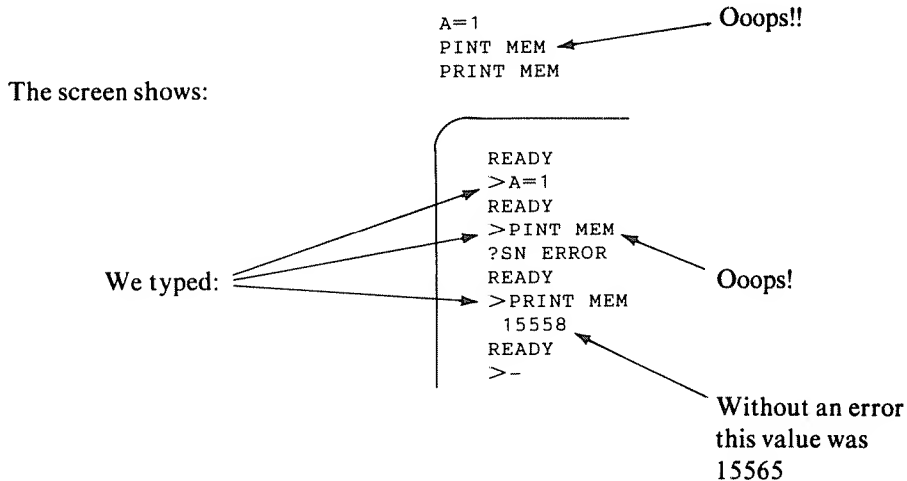 A=1
PINT MEM
PRINT MEM
Ooops!!
The screen shows:
READY
>A=1
READY
>PINT MEM
?SN ERROR
READY
>PRINT MEM
15558
READY
>–
We typed:
Ooops!
Without an error
this value was
15565